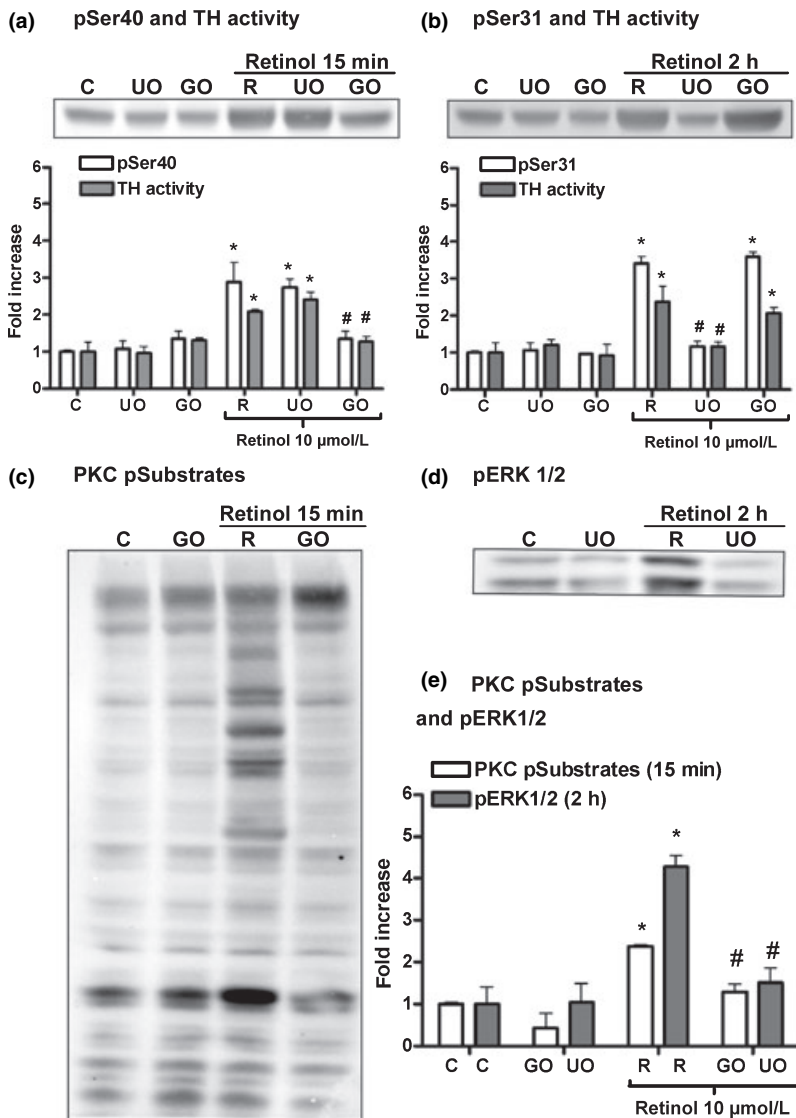 (a) pSer40 and TH activity
Retinol 15 min
C UO GO R UO GO
pSer40
TH activity
Fold increase
6
5
4
3
2
1
0
* * * * # #
C UO GO R UO GO
Retinol 10 µmol/L
(b) pSer31 and TH activity
Retinol 2 h
C UO GO R UO GO
pSer31
TH activity
Fold increase
6
5
4
3
2
1
0
* * # # * *
C UO GO R UO GO
Retinol 10 µmol/L
(c) PKC pSubstrates
Retinol 15 min
C GO R GO
(d) pERK 1/2
Retinol 2 h
C UO R UO
(e) PKC pSubstrates
and pERK1/2
PKC pSubstrates (15 min)
pERK1/2 (2 h)
Fold increase
6
5
4
3
2
1
0
* * # #
C C GO UO R R GO UO
Retinol 10 µmol/L